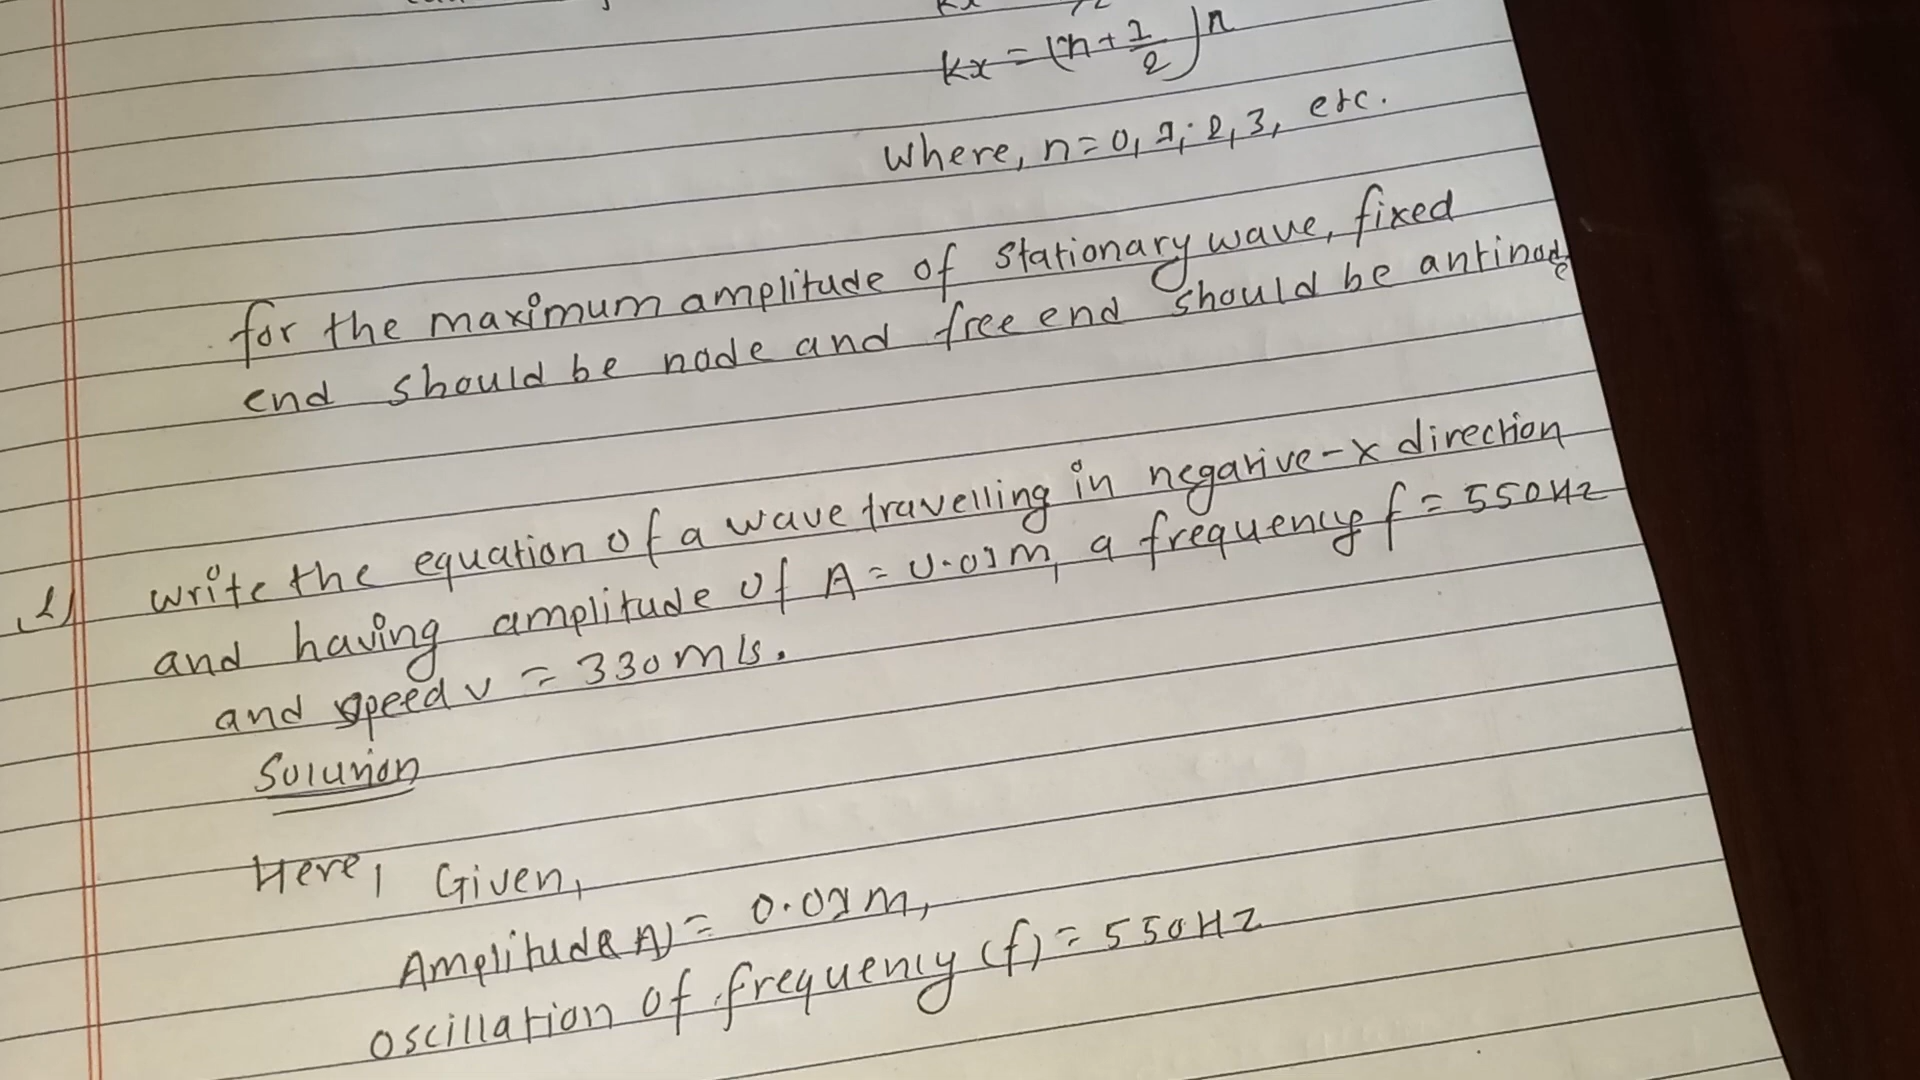 kx = (n + 1/2)π
Where, n = 0, 1, 2, 3, etc.
for the maximum amplitude of stationary wave, fixed
end should be node and free end should be antinode
1) write the equation of a wave travelling in negative-x direction
and having amplitude of A = 0.01m, a frequency f = 550Hz
and speed v = 330m/s.
Solution
Here, Given,
Amplitude(A) = 0.01m,
oscillation of frequency (f) = 550HZ